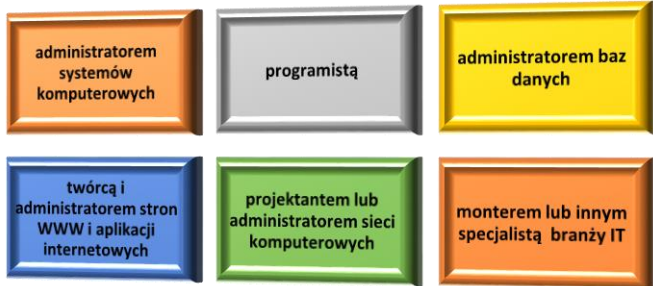 administratorem
systemów
komputerowych
programistą
administratorem baz
danych
twórcą i
administratorem stron
WWW i aplikacji
internetowych
projektantem lub
administratorem sieci
komputerowych
monterem lub innym
specjalistą branży IT